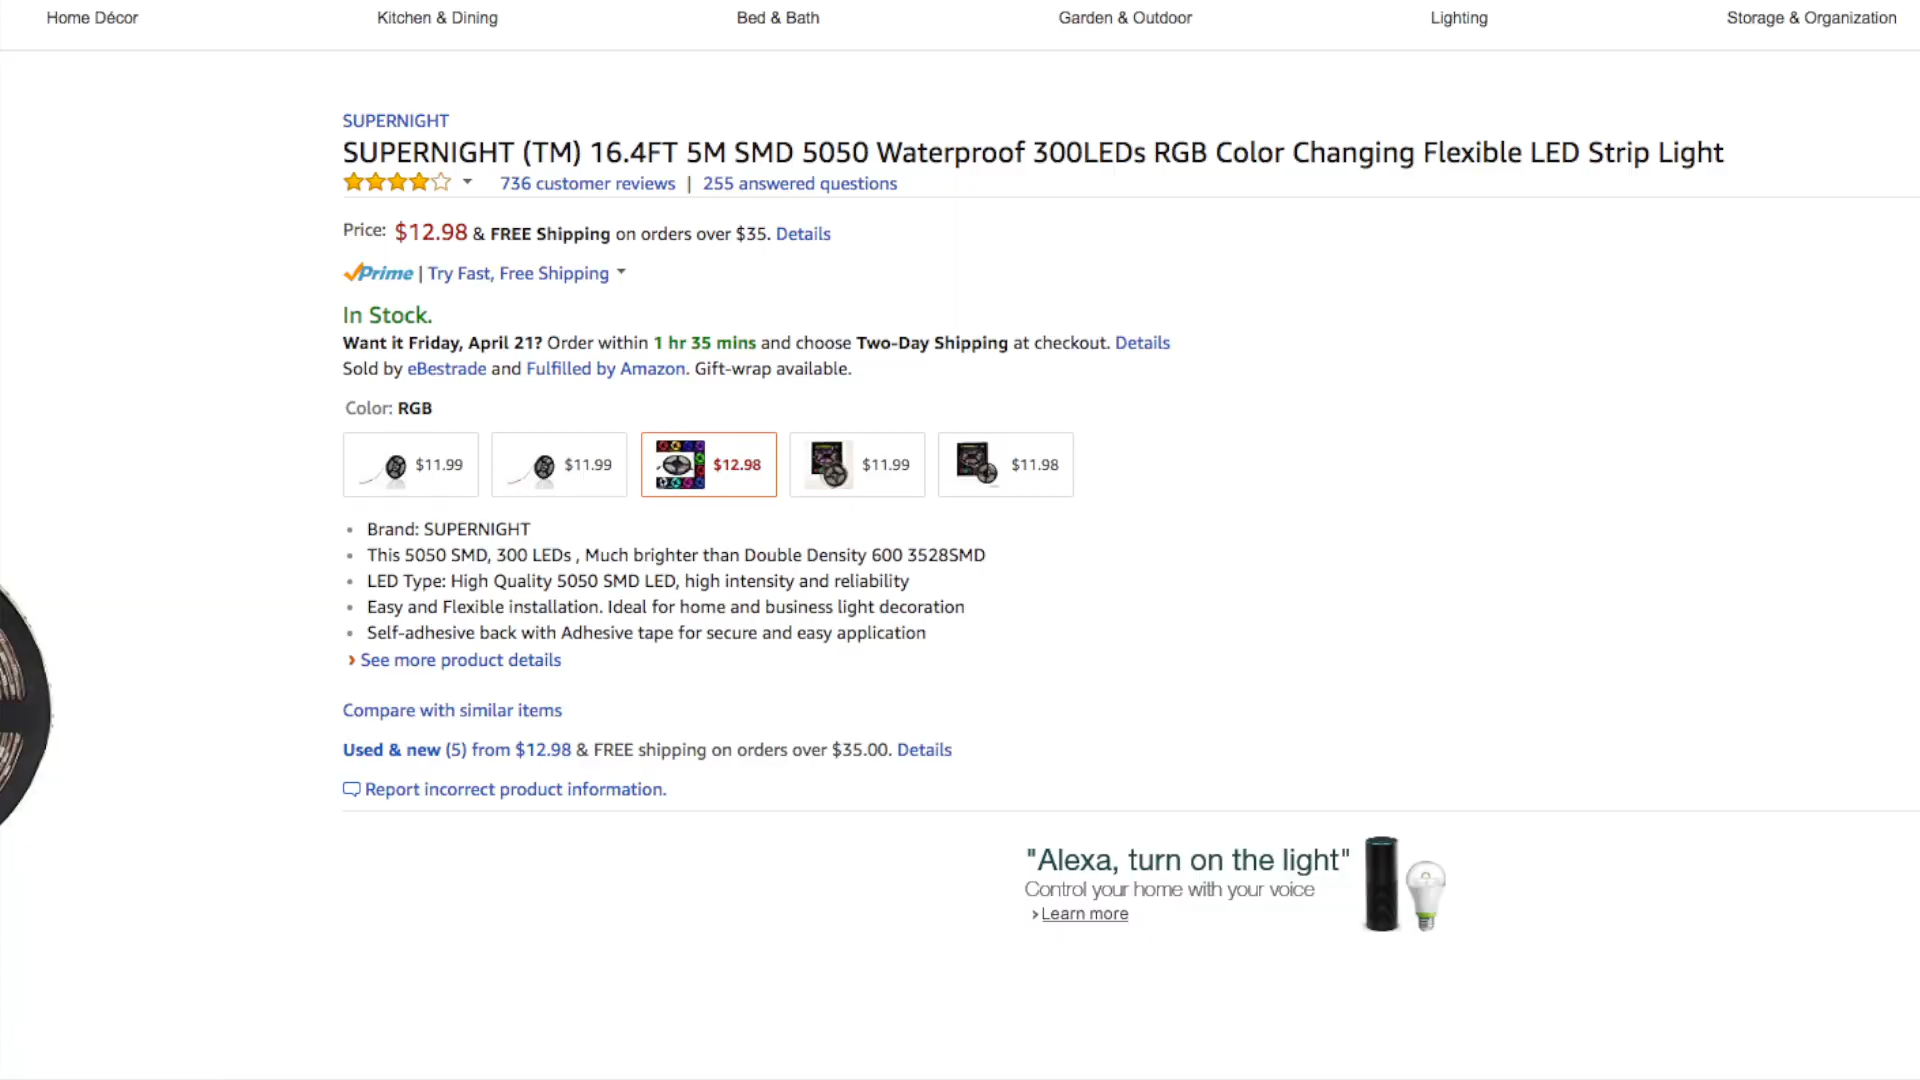 Home Décor Kitchen & Dining Bed & Bath Garden & Outdoor Lighting Storage & Organization
SUPERNIGHT
SUPERNIGHT (TM) 16.4FT 5M SMD 5050 Waterproof 300LEDs RGB Color Changing Flexible LED Strip Light
736 customer reviews | 255 answered questions
Price: $12.98 & FREE Shipping on orders over $35. Details
Prime | Try Fast, Free Shipping
In Stock.
Want it Friday, April 21? Order within 1 hr 35 mins and choose Two-Day Shipping at checkout. Details
Sold by eBestrade and Fulfilled by Amazon. Gift-wrap available.
Color: RGB
$11.99 $11.99 $12.98 $11.99 $11.98
Brand: SUPERNIGHT
This 5050 SMD, 300 LEDs , Much brighter than Double Density 600 3528SMD
LED Type: High Quality 5050 SMD LED, high intensity and reliability
Easy and Flexible installation. Ideal for home and business light decoration
Self-adhesive back with Adhesive tape for secure and easy application
› See more product details
Compare with similar items
Used & new (5) from $12.98 & FREE shipping on orders over $35.00. Details
Report incorrect product information.
"Alexa, turn on the light"
Control your home with your voice
› Learn more